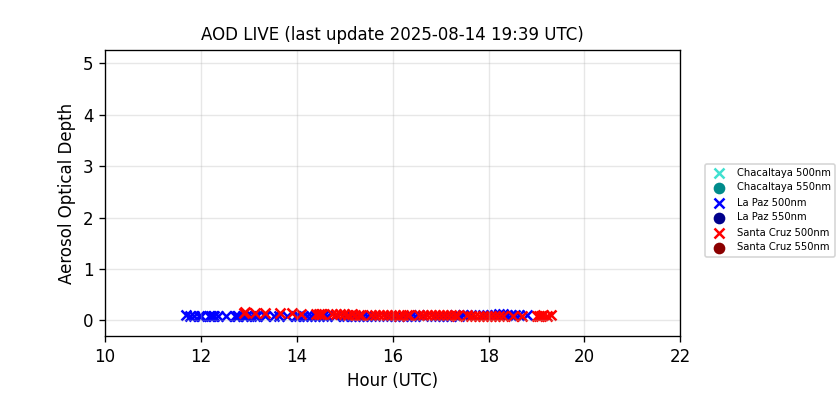 AOD LIVE (last update 2025-08-14 19:39 UTC)
5
4
3
2
1
0
Aerosol Optical Depth
10 12 14 16 18 20 22
Hour (UTC)
Chacaltaya 500nm
Chacaltaya 550nm
La Paz 500nm
La Paz 550nm
Santa Cruz 500nm
Santa Cruz 550nm